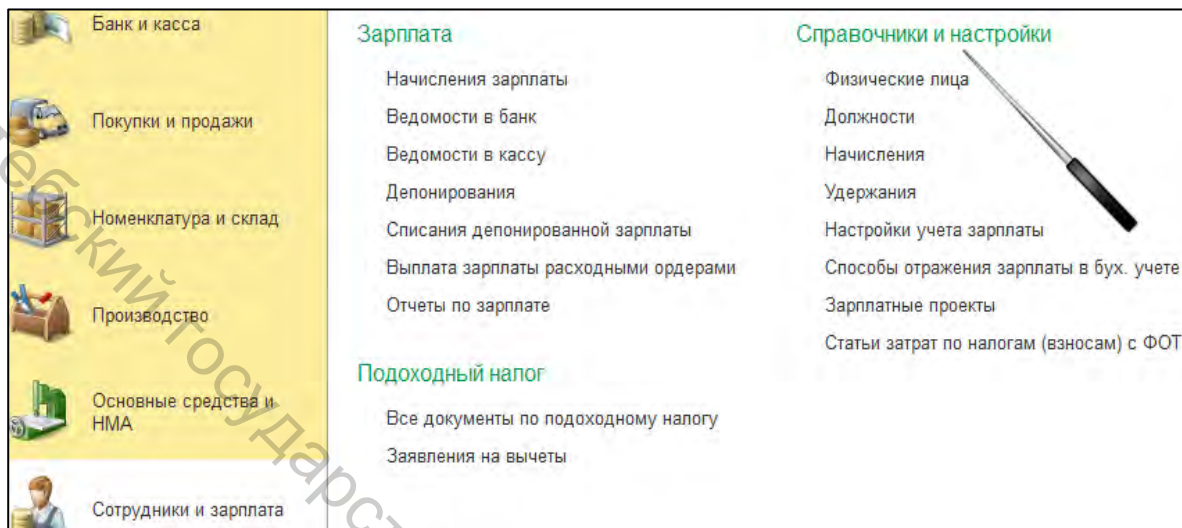 Банк и касса
Покупки и продажи
Номенклатура и склад
Производство
Основные средства и
НМА
Сотрудники и зарплата
Зарплата
Начисления зарплаты
Ведомости в банк
Ведомости в кассу
Депонирования
Списания депонированной зарплаты
Выплата зарплаты расходными ордерами
Отчеты по зарплате
Подоходный налог
Все документы по подоходному налогу
Заявления на вычеты
Справочники и настройки
Физические лица
Должности
Начисления
Удержания
Настройки учета зарплаты
Способы отражения зарплаты в бух. учете
Зарплатные проекты
Статьи затрат по налогам (взносам) с ФОТ